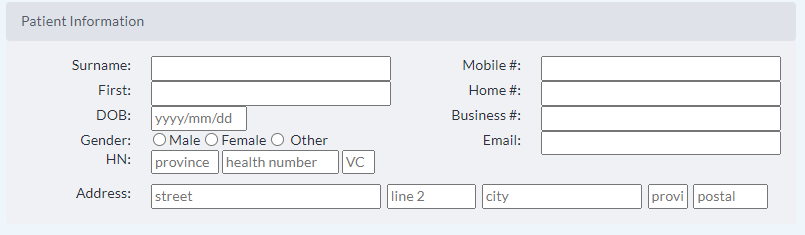 Patient Information
Surname: Mobile #:
First: Home #:
DOB: yyyy/mm/dd Business #:
Gender: Male Female Other Email:
HN: province health number VC
Address: street line 2 city provi postal